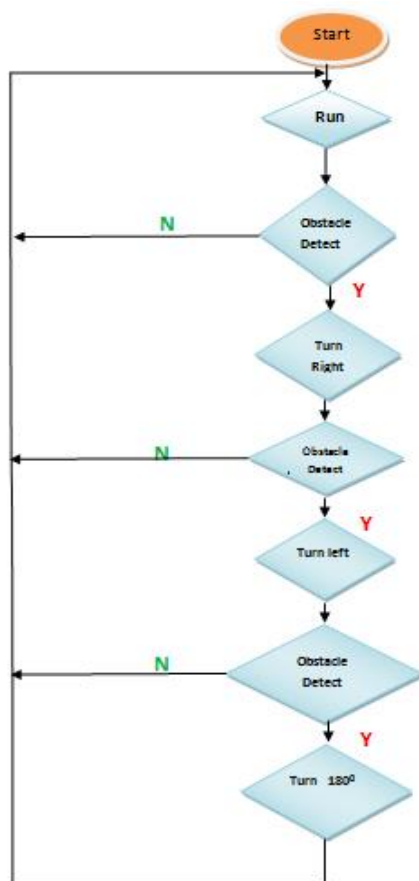 Start
Run
Obstacle
Detect
N
Y
Turn
Right
Obstacle
Detect
N
Y
Turn left
Obstacle
Detect
N
Y
Turn 180⁰